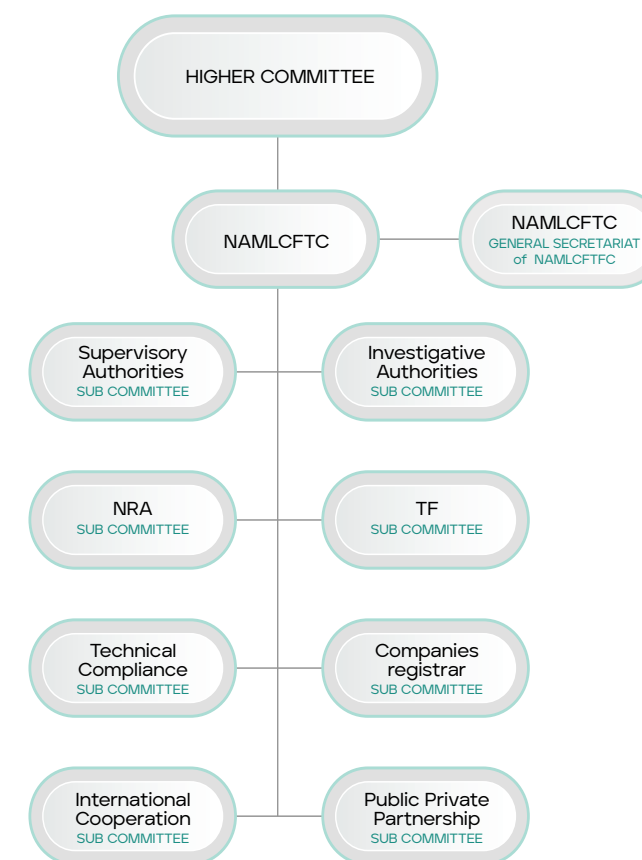 HIGHER COMMITTEE
NAMLCFTC
NAMLCFTC
GENERAL SECRETARIAT
of NAMLCFTFC
Supervisory
Authorities
SUB COMMITTEE
Investigative
Authorities
SUB COMMITTEE
NRA
SUB COMMITTEE
TF
SUB COMMITTEE
Technical
Compliance
SUB COMMITTEE
Companies
registrar
SUB COMMITTEE
International
Cooperation
SUB COMMITTEE
Public Private
Partnership
SUB COMMITTEE